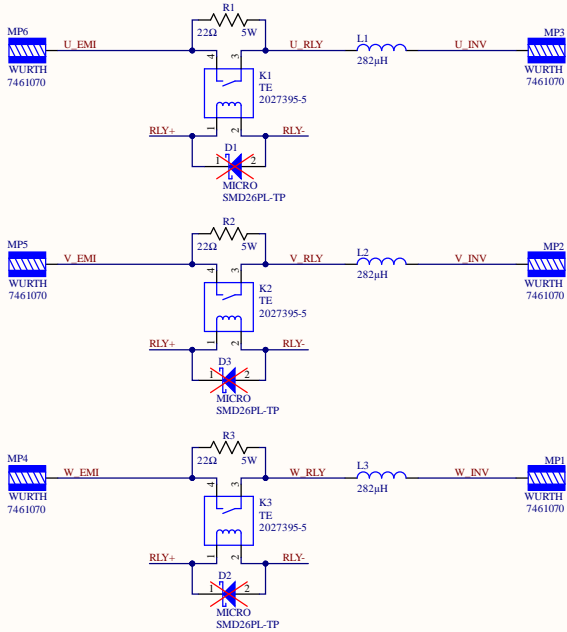 R1
MP6
22Ω 5W
L1
MP3
U_EMI
U_RLY
U_INV
4 3
282µH
WURTH
7461070
K1
TE
2027395-5
WURTH
7461070
1 2
RLY+
RLY-
D1
1 2
MICRO
SMD26PL-TP
R2
MP5
22Ω 5W
L2
MP2
V_EMI
V_RLY
V_INV
4 3
282µH
WURTH
7461070
K2
TE
2027395-5
WURTH
7461070
1 2
RLY+
RLY-
D3
1 2
MICRO
SMD26PL-TP
R3
MP4
22Ω 5W
L3
MP1
W_EMI
W_RLY
W_INV
4 3
282µH
WURTH
7461070
K3
TE
2027395-5
WURTH
7461070
1 2
RLY+
RLY-
D2
1 2
MICRO
SMD26PL-TP